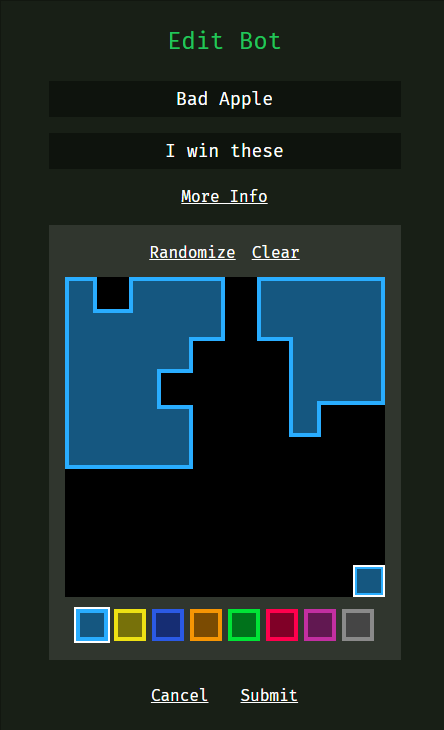 Edit Bot
Bad Apple
I win these
More Info
Randomize Clear
Cancel Submit